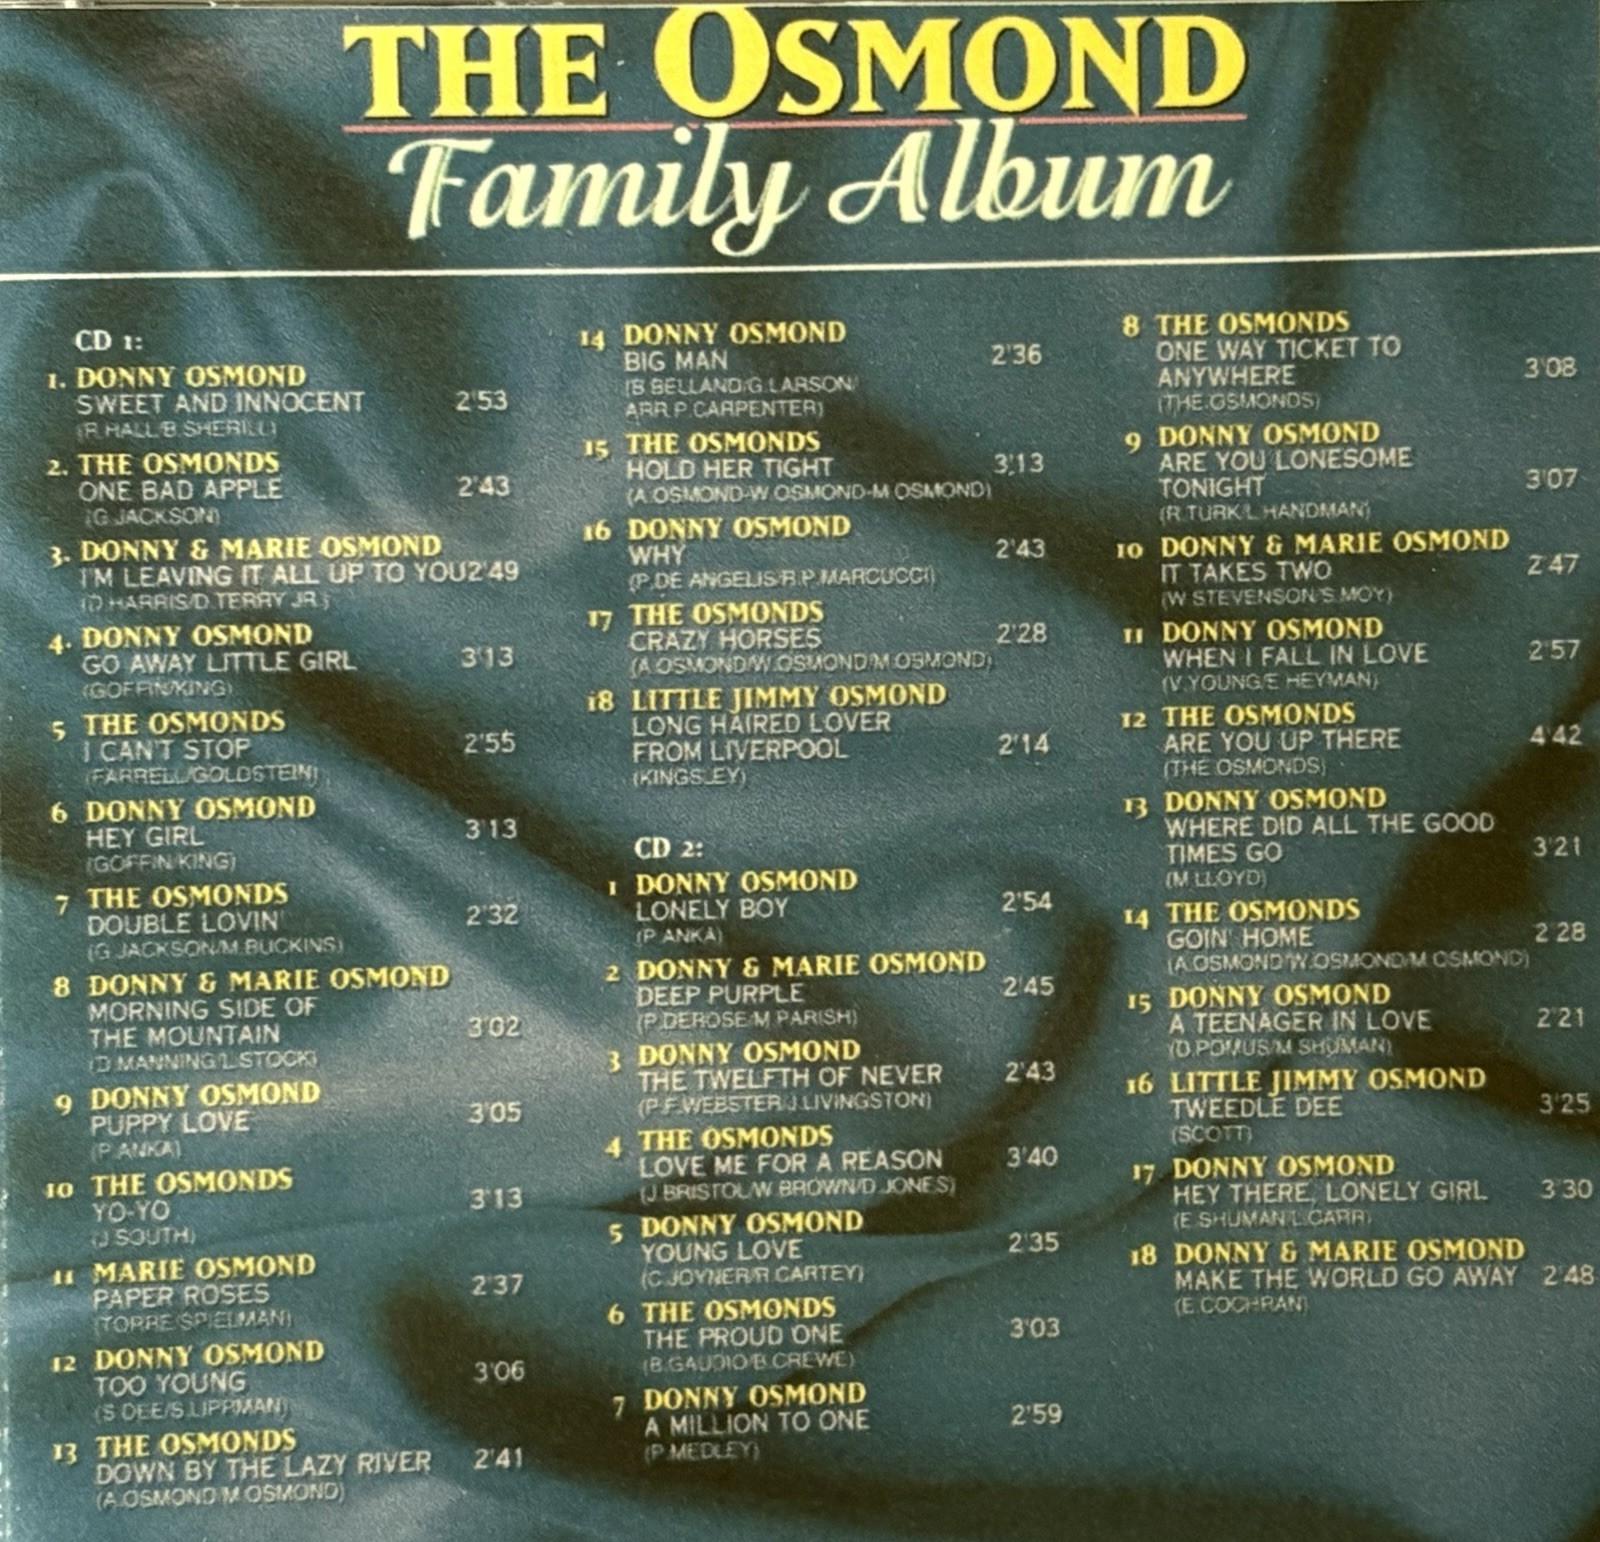 THE OSMOND
Family Album
CD 1:
1. DONNY OSMOND
SWEET AND INNOCENT 2'53
(R.HALL/B.SHERILL)
2. THE OSMONDS
ONE BAD APPLE 2'43
(G.JACKSON)
3. DONNY & MARIE OSMOND
I'M LEAVING IT ALL UP TO YOU2'49
(D.HARRIS/D.TERRY JR.)
4. DONNY OSMOND
GO AWAY LITTLE GIRL 3'13
(GOFFIN/KING)
5 THE OSMONDS
I CAN'T STOP 2'55
(FARRELL/GOLDSTEIN)
6 DONNY OSMOND
HEY GIRL 3'13
(GOFFIN/KING)
7 THE OSMONDS
DOUBLE LOVIN' 2'32
(G.JACKSON/M.BUCKINS)
8 DONNY & MARIE OSMOND
MORNING SIDE OF
THE MOUNTAIN 3'02
(D.MANNING/L.STOCK)
9 DONNY OSMOND
PUPPY LOVE 3'05
(P.ANKA)
10 THE OSMONDS
YO-YO 3'13
(J.SOUTH)
11 MARIE OSMOND
PAPER ROSES 2'37
(TORRE/SPIELMAN)
12 DONNY OSMOND
TOO YOUNG 3'06
(S.DEE/S.LIPPMAN)
13 THE OSMONDS
DOWN BY THE LAZY RIVER 2'41
(A.OSMOND/M.OSMOND)
14 DONNY OSMOND
BIG MAN 2'36
(B.BELLAND/G.LARSON/
ARR.P.CARPENTER)
15 THE OSMONDS
HOLD HER TIGHT 3'13
(A.OSMOND-W.OSMOND-M.OSMOND)
16 DONNY OSMOND
WHY 2'43
(P.DE ANGELIS/R.P.MARCUCCI)
17 THE OSMONDS
CRAZY HORSES 2'28
(A.OSMOND/W.OSMOND/M.OSMOND)
18 LITTLE JIMMY OSMOND
LONG HAIRED LOVER
FROM LIVERPOOL 2'14
(KINGSLEY)
CD 2:
1 DONNY OSMOND
LONELY BOY 2'54
(P.ANKA)
2 DONNY & MARIE OSMOND
DEEP PURPLE 2'45
(P.DEROSE/M.PARISH)
3 DONNY OSMOND
THE TWELFTH OF NEVER 2'43
(P.F.WEBSTER/J.LIVINGSTON)
4 THE OSMONDS
LOVE ME FOR A REASON 3'40
(J.BRISTOL/W.BROWN/D.JONES)
5 DONNY OSMOND
YOUNG LOVE 2'35
(C.JOYNER/R.CARTEY)
6 THE OSMONDS
THE PROUD ONE 3'03
(B.GAUDIO/B.CREWE)
7 DONNY OSMOND
A MILLION TO ONE 2'59
(P.MEDLEY)
8 THE OSMONDS
ONE WAY TICKET TO
ANYWHERE 3'08
(THE.OSMONDS)
9 DONNY OSMOND
ARE YOU LONESOME
TONIGHT 3'07
(R.TURK/L.HANDMAN)
10 DONNY & MARIE OSMOND
IT TAKES TWO 2'47
(W.STEVENSON/S.MOY)
11 DONNY OSMOND
WHEN I FALL IN LOVE 2'57
(V.YOUNG/E.HEYMAN)
12 THE OSMONDS
ARE YOU UP THERE 4'42
(THE.OSMONDS)
13 DONNY OSMOND
WHERE DID ALL THE GOOD
TIMES GO 3'21
(M.LLOYD)
14 THE OSMONDS
GOIN' HOME 2'28
(A.OSMOND/W.OSMOND/M.OSMOND)
15 DONNY OSMOND
A TEENAGER IN LOVE 2'21
(D.POMUS/M.SHUMAN)
16 LITTLE JIMMY OSMOND
TWEEDLE DEE 3'25
(SCOTT)
17 DONNY OSMOND
HEY THERE, LONELY GIRL 3'30
(E.SHUMAN/L.CARR)
18 DONNY & MARIE OSMOND
MAKE THE WORLD GO AWAY 2'48
(E.COCHRAN)